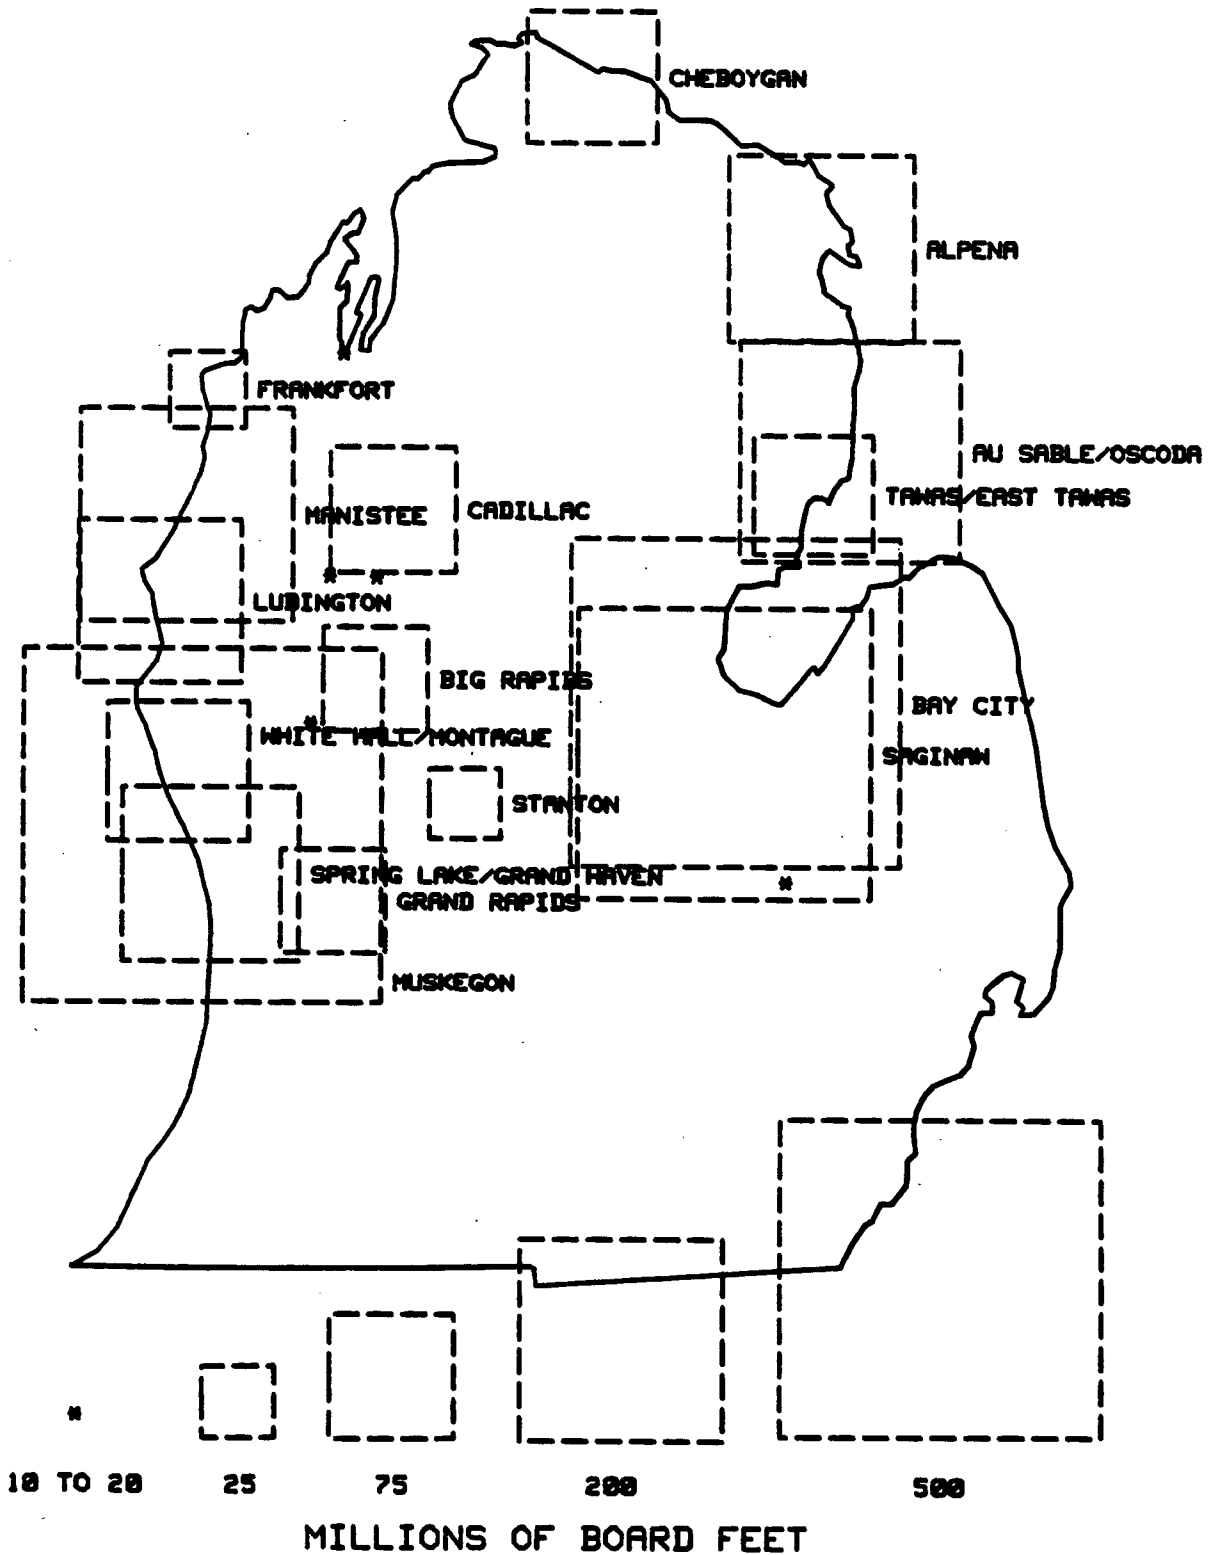 CHEBOYGAN
ALPENA
FRANKFORT
AU SABLE/OSCODA
TAWAS/EAST TAWAS
MANISTEE
CADILLAC
LUDINGTON
BIG RAPIDS
BAY CITY
WHITE HALL/MONTAGUE
SAGINAW
STANTON
SPRING LAKE/GRAND HAVEN
GRAND RAPIDS
MUSKEGON
10 TO 20 25 75 200 500
MILLIONS OF BOARD FEET